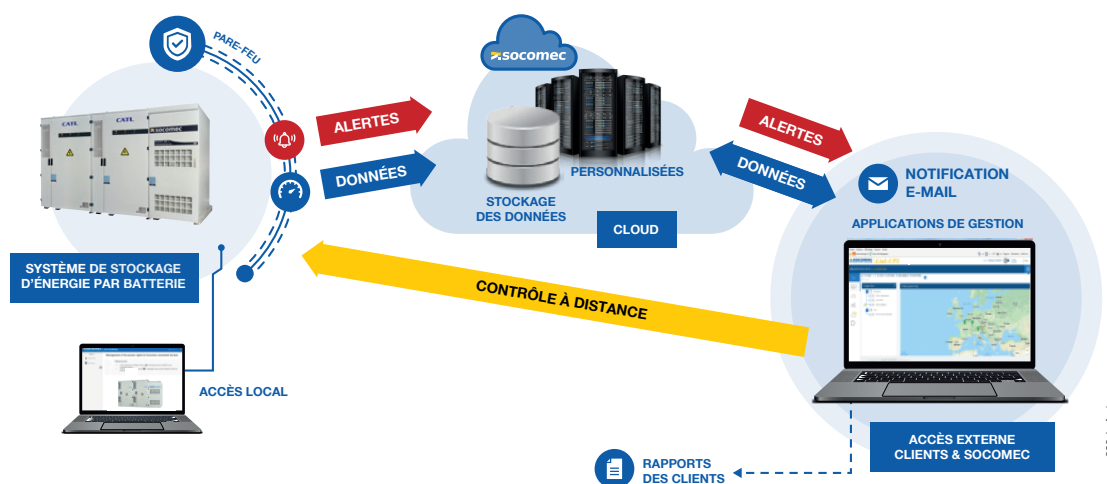 PARE-FEU
socomec
CATL
CATL
socomec
ALERTES
DONNÉES
PERSONNALISÉES
STOCKAGE
DES DONNÉES
CLOUD
ALERTES
DONNÉES
NOTIFICATION
E-MAIL
APPLICATIONS DE GESTION
SYSTÈME DE STOCKAGE
D'ÉNERGIE PAR BATTERIE
CONTRÔLE À DISTANCE
ACCÈS LOCAL
ACCÈS EXTERNE
CLIENTS & SOCOMEC
RAPPORTS
DES CLIENTS